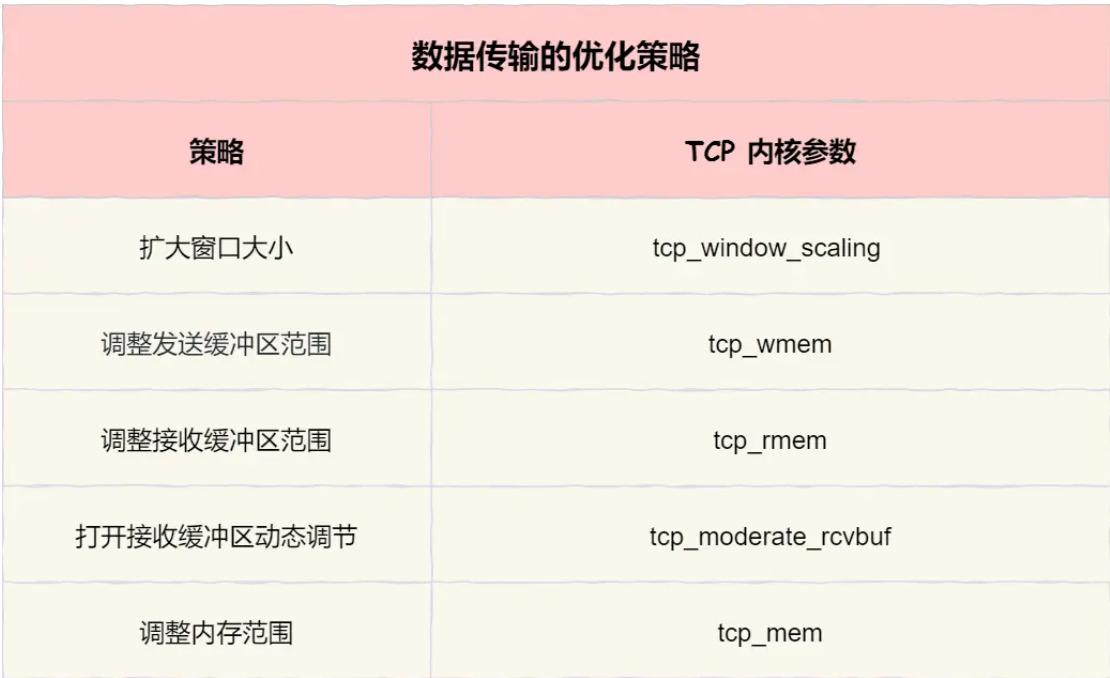 数据传输的优化策略
策略 TCP 内核参数
扩大窗口大小 tcp_window_scaling
调整发送缓冲区范围 tcp_wmem
调整接收缓冲区范围 tcp_rmem
打开接收缓冲区动态调节 tcp_moderate_rcvbuf
调整内存范围 tcp_mem